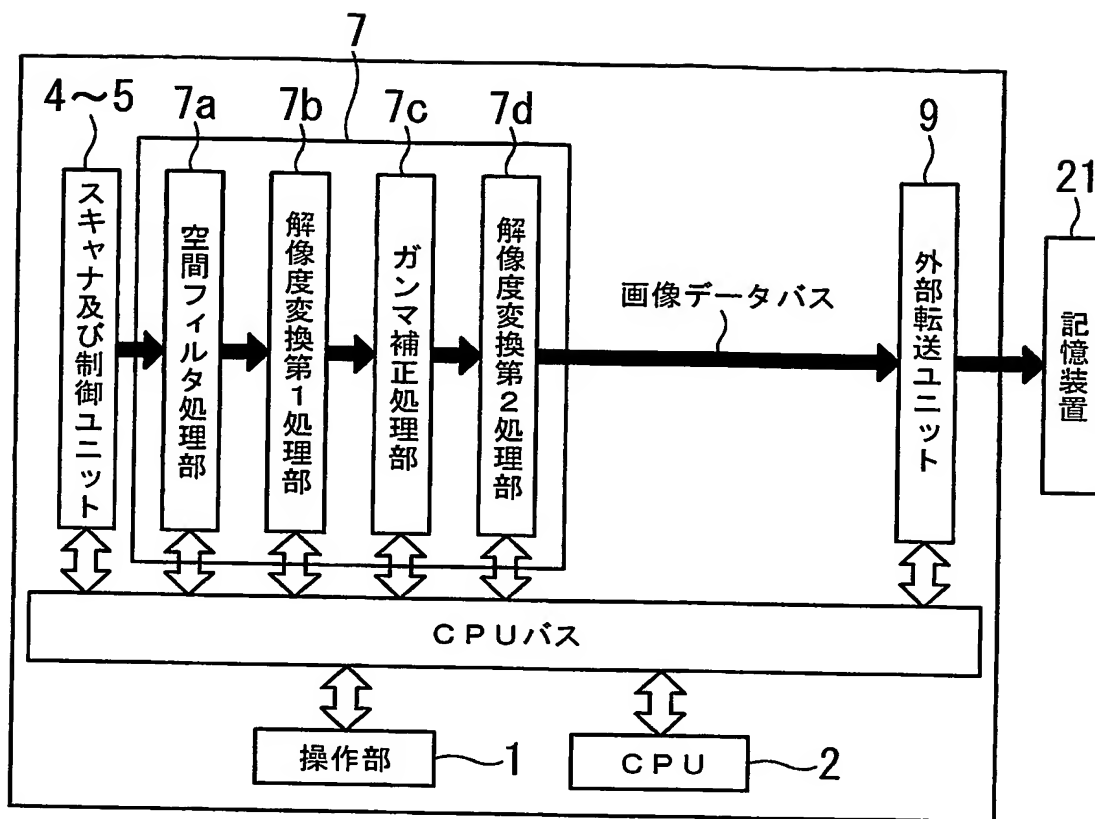 7
4～5
7a
7b
7c
7d
9
21
スキャナ及び制御ユニット
空間フィルタ処理部
解像度変換第1処理部
ガンマ補正処理部
解像度変換第2処理部
画像データバス
外部転送ユニット
記憶装置
CPUバス
操作部
1
CPU
2